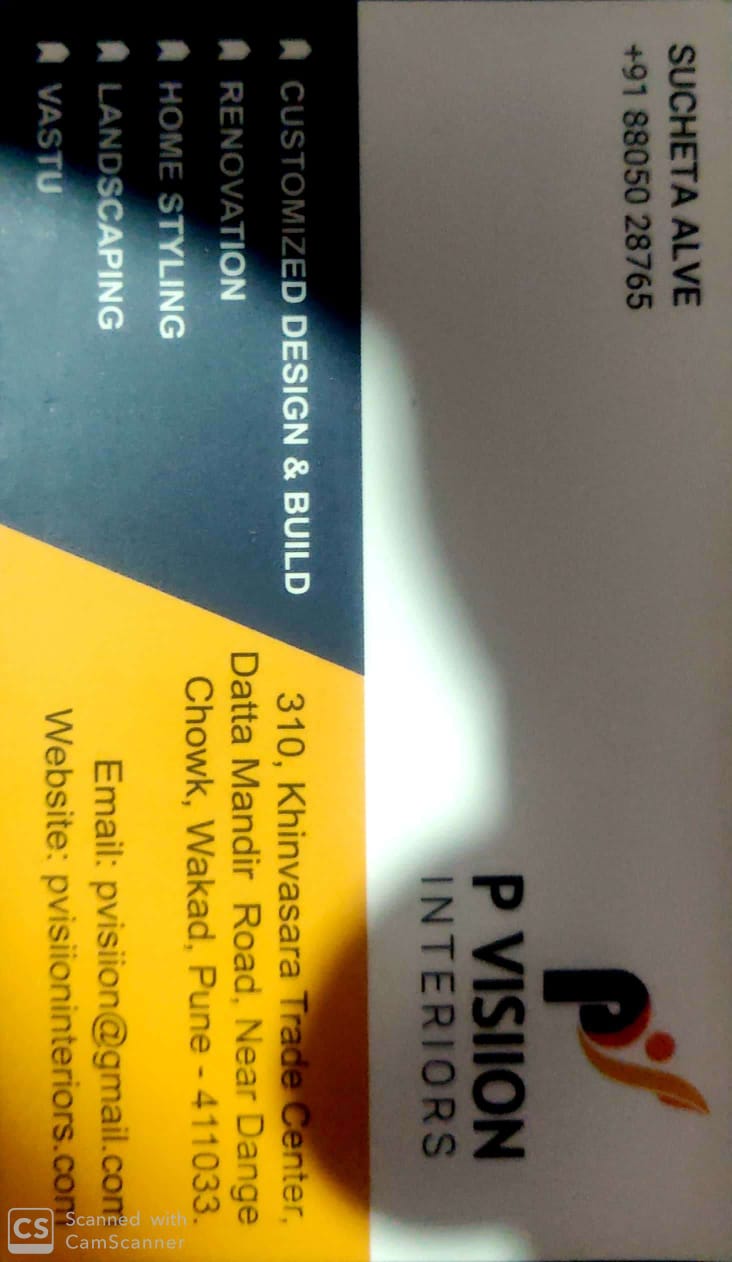 SUCHETA ALVE
+91 88050 28765
P VISIION
INTERIORS
CUSTOMIZED DESIGN & BUILD
RENOVATION
HOME STYLING
LANDSCAPING
VASTU
310, Khinvasara Trade Center,
Datta Mandir Road, Near Dange
Chowk, Wakad, Pune - 411033.
Email: pvisiion@gmail.com
Website: pvisiioninteriors.com
CS
Scanned with
CamScanner